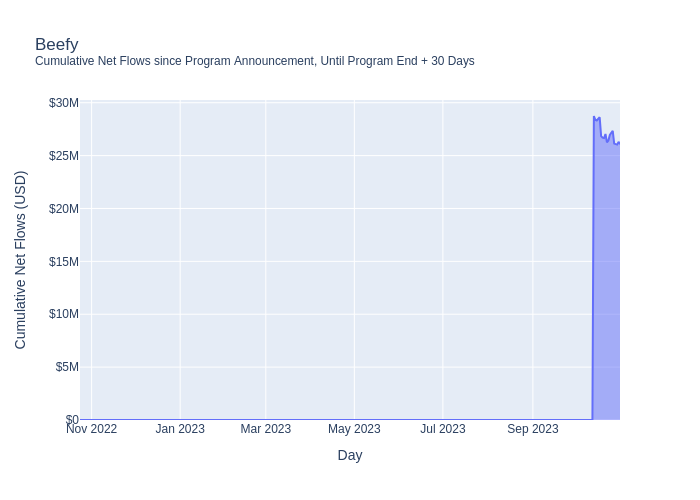 Beefy
Cumulative Net Flows since Program Announcement, Until Program End + 30 Days
$30M
$25M
$20M
$15M
$10M
$5M
$0
Cumulative Net Flows (USD)
Nov 2022
Jan 2023
Mar 2023
May 2023
Jul 2023
Sep 2023
Day